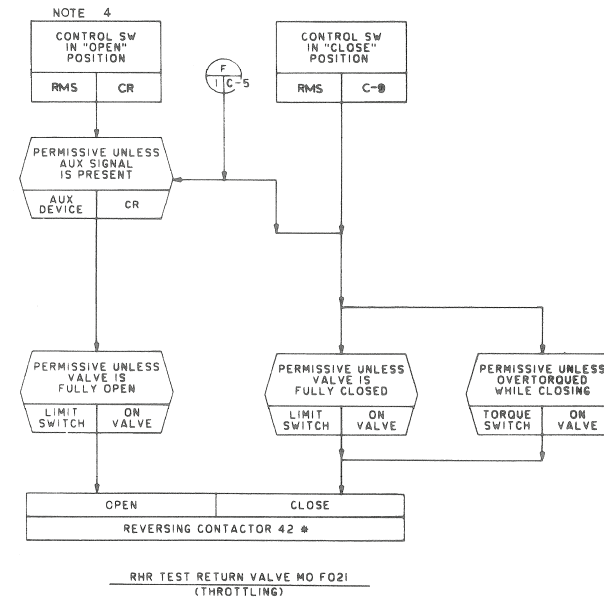 NOTE 4
CONTROL SW
IN "OPEN"
POSITION
RMS CR
F
1 C-5
CONTROL SW
IN "CLOSE"
POSITION
RMS
PERMISSIVE UNLESS
AUX SIGNAL
IS PRESENT
AUX
DEVICE
CR
PERMISSIVE UNLESS
VALVE IS
FULLY OPEN
LIMIT
SWITCH
ON
VALVE
PERMISSIVE UNLESS
VALVE IS
FULLY CLOSED
LIMIT
SWITCH
ON
VALVE
PERMISSIVE UNLESS
OVERTORQUED
WHILE CLOSING
TORQUE
SWITCH
ON
VALVE
OPEN CLOSE
REVERSING CONTACTOR 42 *
RHR TEST RETURN VALVE MO F021
(THROTTLING)